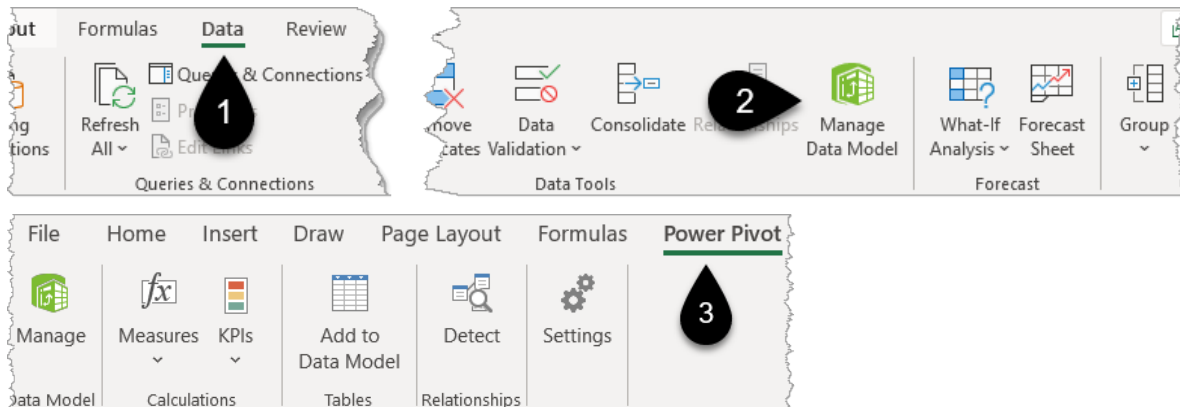 Formulas Data Review
Queries & Connections
Refresh
All
Edit Links
Queries & Connections
1
Data
Validation
Consolidate
Manage
Data Model
What-If
Analysis
Forecast
Sheet
Group
Data Tools
Forecast
2
File Home Insert Draw Page Layout Formulas Power Pivot
Manage
Measures
KPIs
Add to
Data Model
Detect
Settings
Data Model
Calculations
Tables
Relationships
3